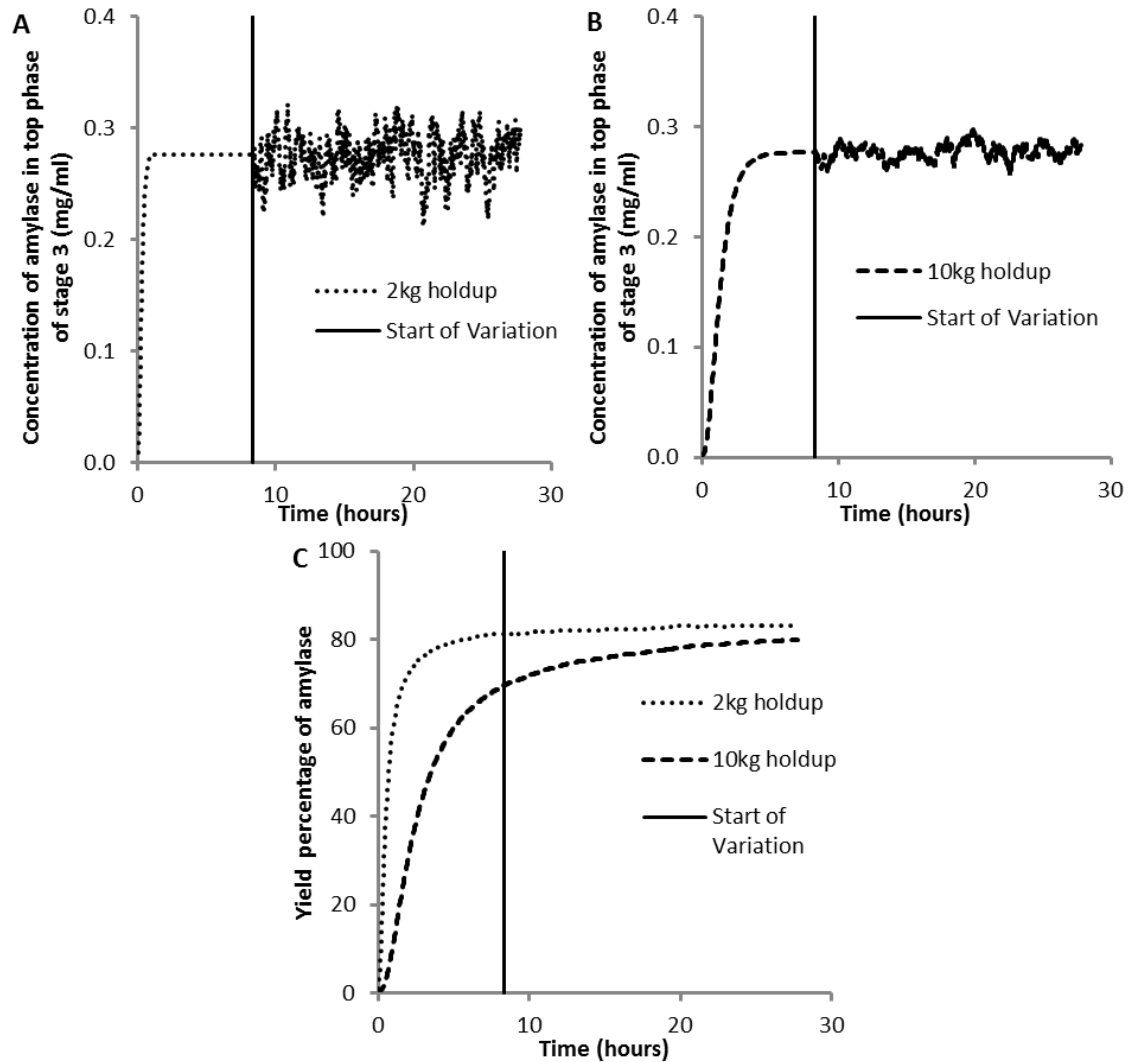 A
Concentration of amylase in top phase
of stage 3 (mg/ml)
0.4
0.3
0.2
0.1
0.0
0
10
20
30
Time (hours)
2kg holdup
Start of Variation
B
Concentration of amylase in top phase
of stage 3 (mg/ml)
0.4
0.3
0.2
0.1
0.0
0
10
20
30
Time (hours)
10kg holdup
Start of Variation
C
Yield percentage of amylase
100
80
60
40
20
0
0
10
20
30
Time (hours)
2kg holdup
10kg holdup
Start of
Variation